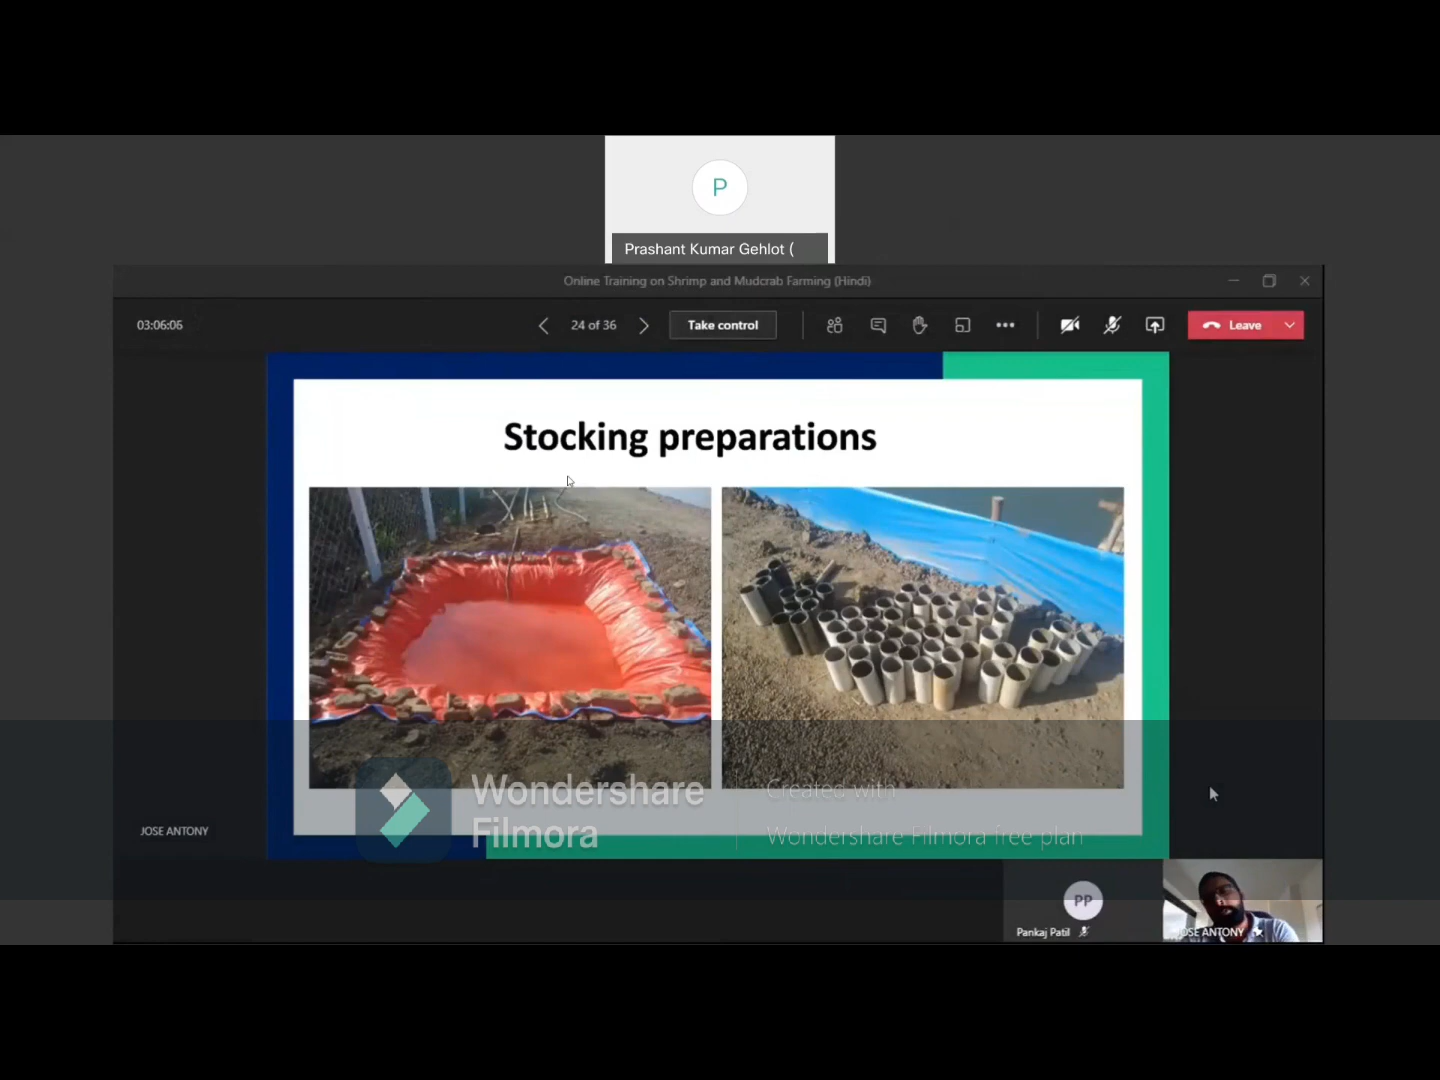 P
Prashant Kumar Gehlot (
Online Training on Shrimp and Mudcrab Farming (Hindi)
03:06:06
24 of 36
Take control
Leave
Stocking preparations
Wondershare
Filmora
Created with
Wondershare Filmora free plan
JOSE ANTONY
PP
Pankaj Patil
JOSE ANTONY